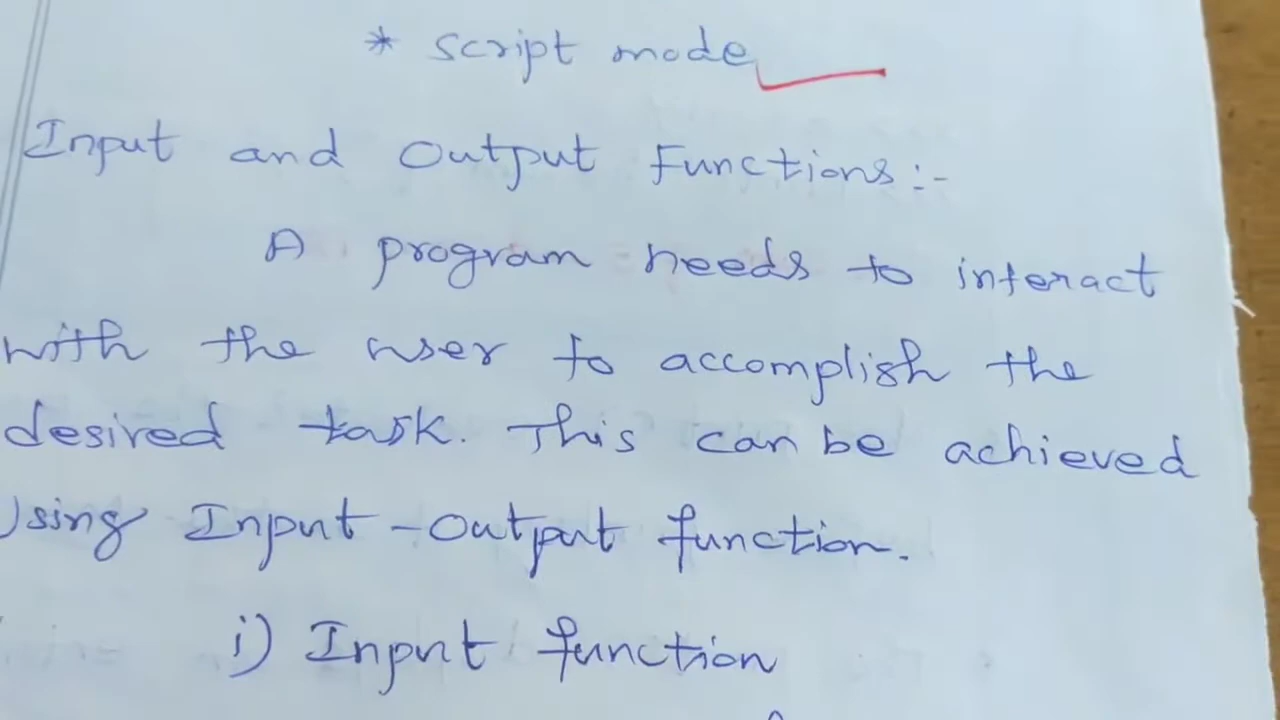 * Script mode
Input and Output Functions:-
A program needs to interact
with the user to accomplish the
desired task. This can be achieved
Using Input-Output function.
i) Input function